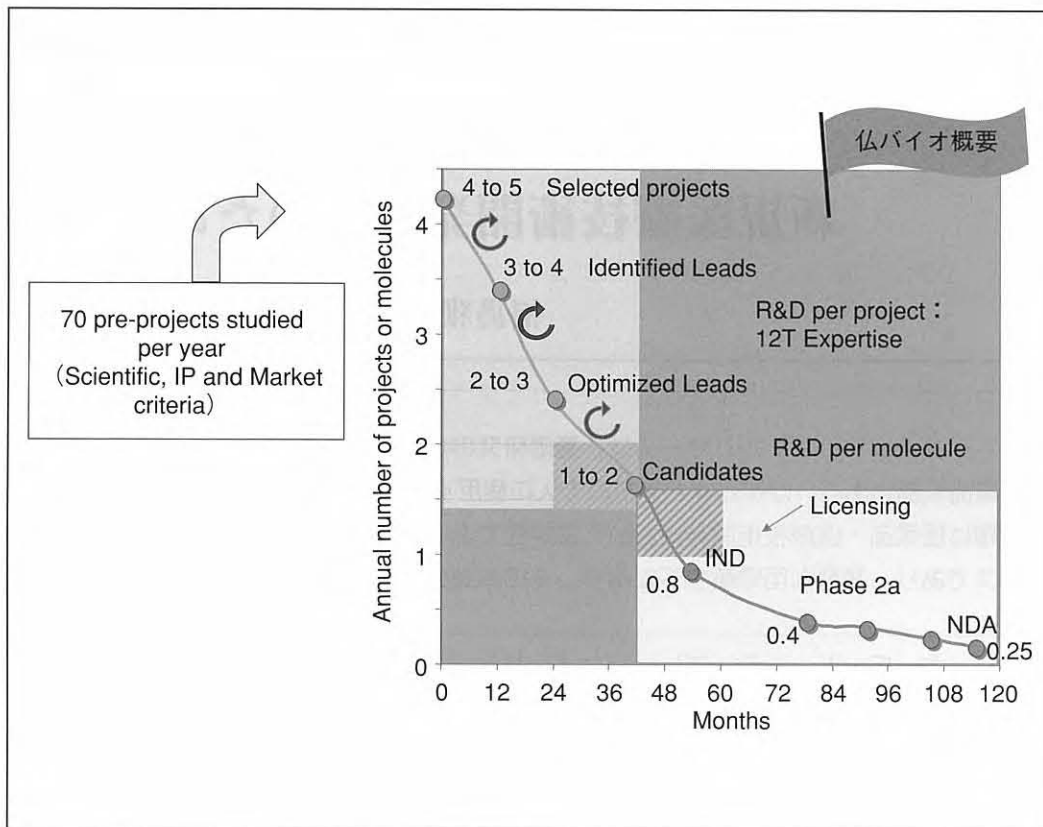 仏バイオ概要
70 pre-projects studied
per year
（Scientific, IP and Market
criteria）
Annual number of projects or molecules
4 to 5 Selected projects
3 to 4 Identified Leads
2 to 3 Optimized Leads
1 to 2 Candidates
R&D per project：
12T Expertise
R&D per molecule
Licensing
IND
0.8
Phase 2a
0.4
NDA
0.25
4
3
2
1
0
0 12 24 36 48 60 72 84 96 108 120
Months